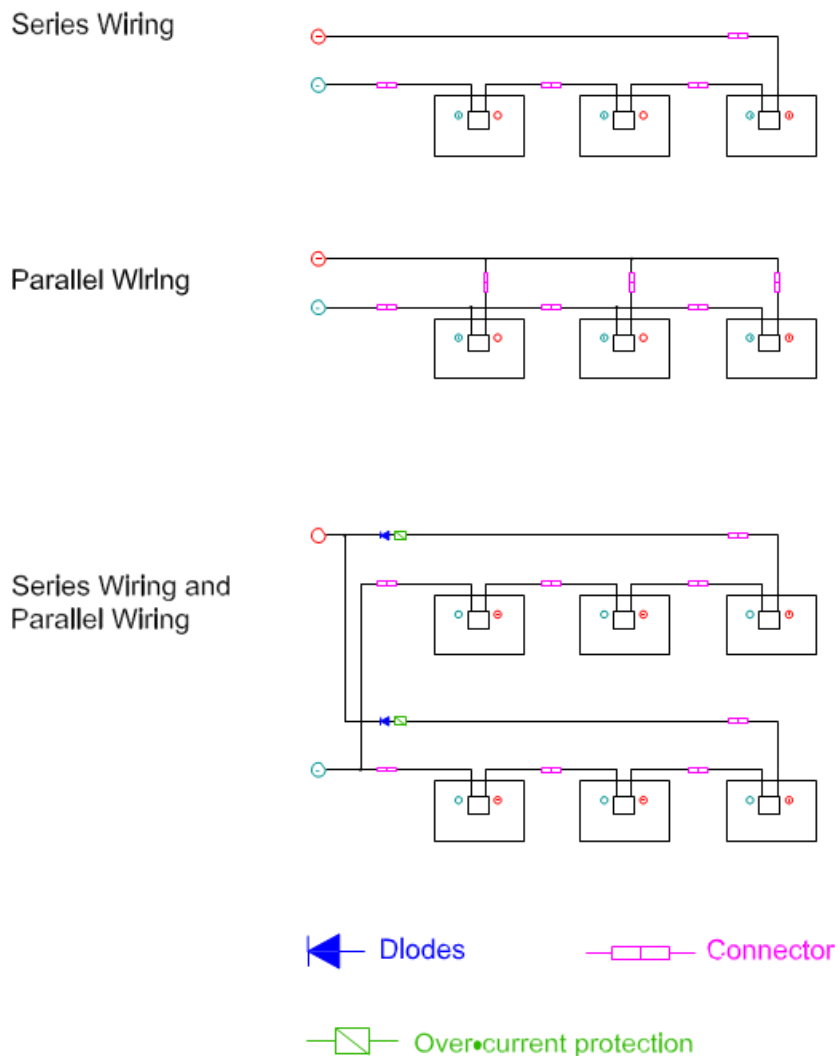 Series Wiring
Parallel WIrIng
Series Wiring and
Parallel Wiring
DIodes
Connector
Over•current protection